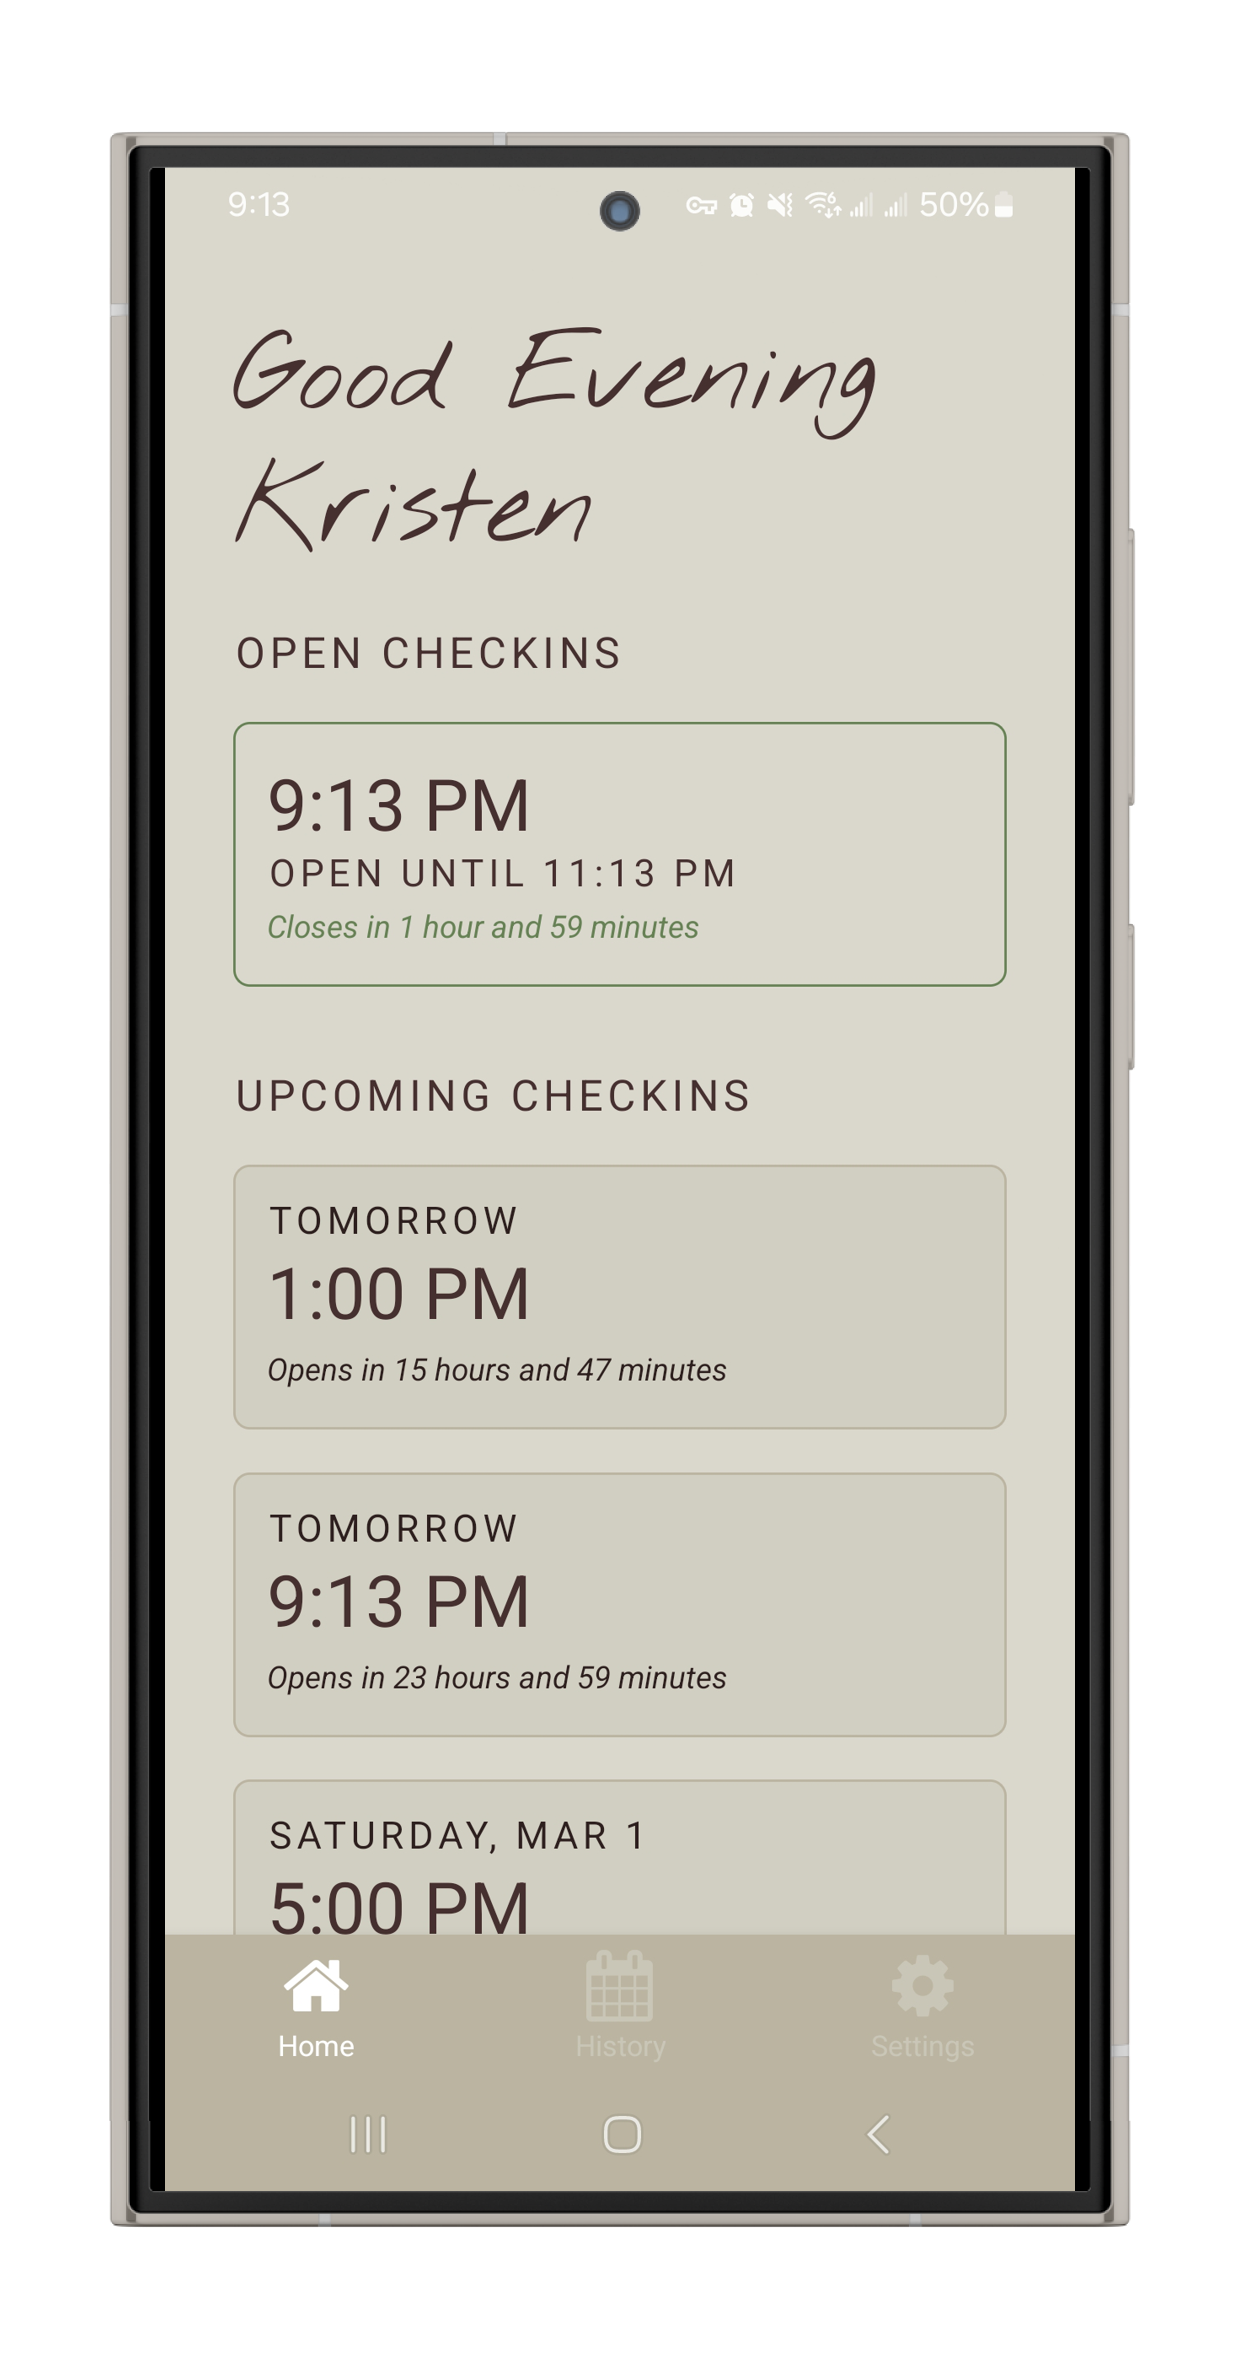 9:13
50%
Good Evening
Kristen
OPEN CHECKINS
9:13 PM
OPEN UNTIL 11:13 PM
Closes in 1 hour and 59 minutes
UPCOMING CHECKINS
TOMORROW
1:00 PM
Opens in 15 hours and 47 minutes
TOMORROW
9:13 PM
Opens in 23 hours and 59 minutes
SATURDAY, MAR 1
5:00 PM
Home
History
Settings